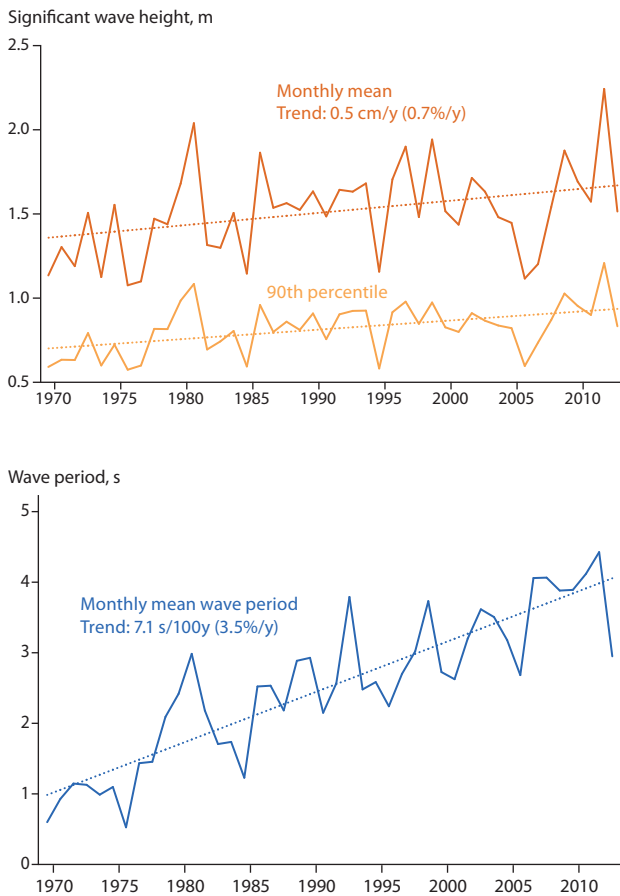 Significant wave height, m
2.5
Monthly mean
Trend: 0.5 cm/y (0.7%/y)
2.0
1.5
90th percentile
1.0
0.5
1970 1975 1980 1985 1990 1995 2000 2005 2010
Wave period, s
5
4
Monthly mean wave period
Trend: 7.1 s/100y (3.5%/y)
3
2
1
0
1970 1975 1980 1985 1990 1995 2000 2005 2010